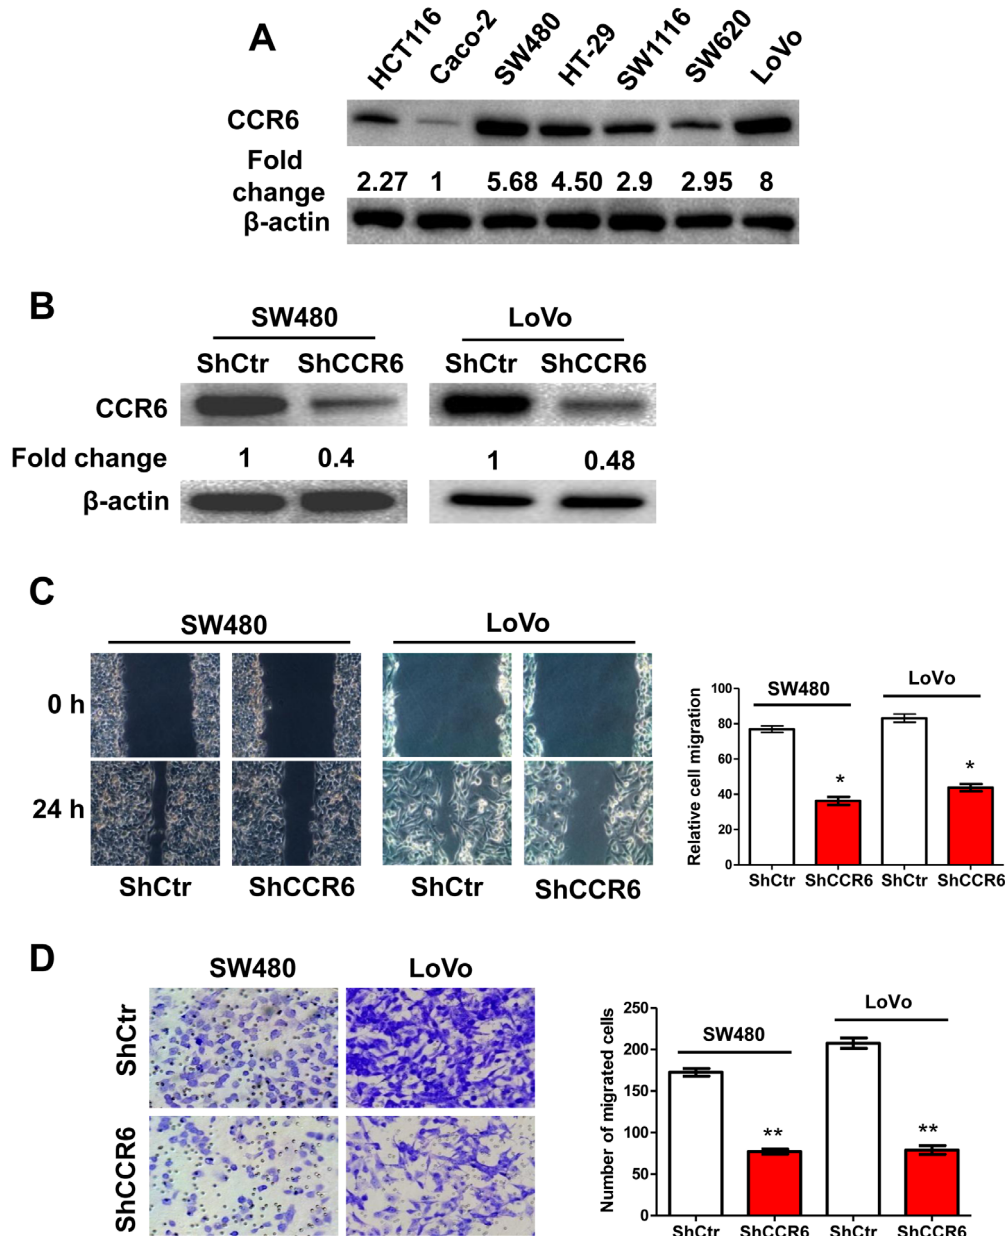 A
HCT116 Caco-2 SW480 HT-29 SW1116 SW620 LoVo
CCR6
Fold
change
2.27 1 5.68 4.50 2.9 2.95 8
β-actin
B
SW480 LoVo
ShCtr ShCCR6 ShCtr ShCCR6
CCR6
Fold change 1 0.4 1 0.48
β-actin
C
SW480 LoVo
0 h
24 h
ShCtr ShCCR6 ShCtr ShCCR6
Relative cell migration
100
80
60
40
20
0
SW480 LoVo
* *
ShCtr ShCCR6 ShCtr ShCCR6
D
SW480 LoVo
ShCtr
ShCCR6
Number of migrated cells
250
200
150
100
50
0
SW480 LoVo
** **
ShCtr ShCCR6 ShCtr ShCCR6